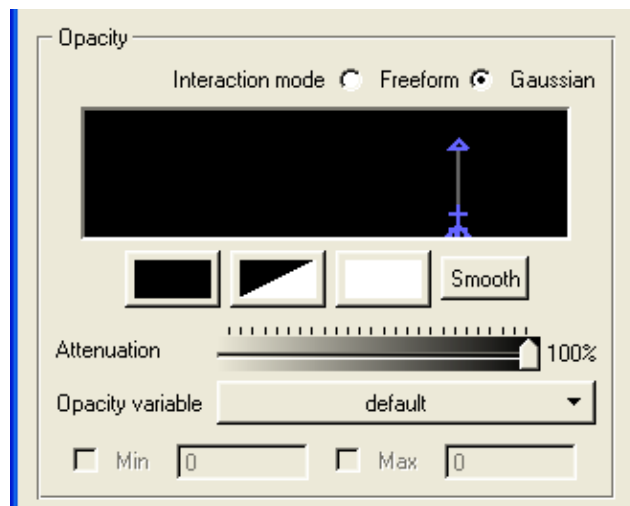 Opacity
Interaction mode Freeform Gaussian
Smooth
Attenuation 100%
Opacity variable default
Min 0 Max 0